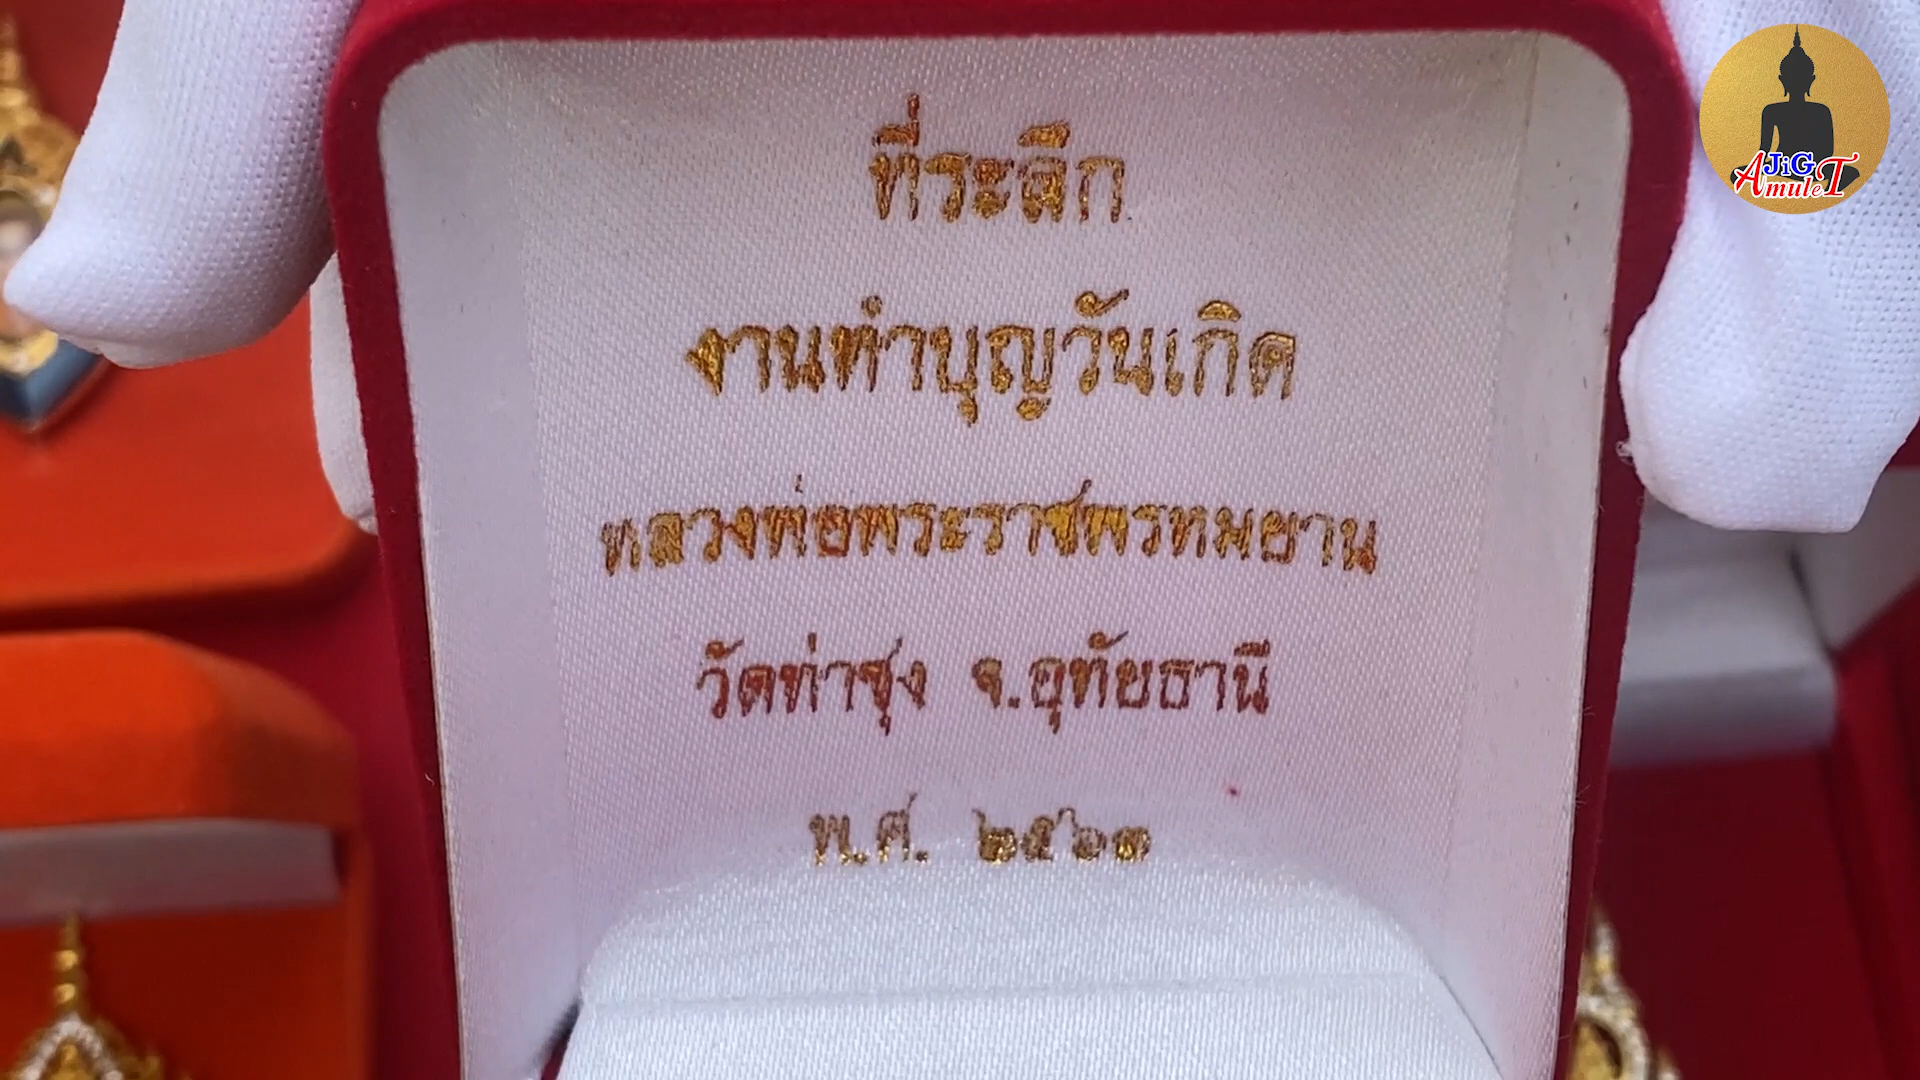 ที่ระลึก
งานทำบุญวันเกิด
หลวงพ่อพระราชพรหมยาน
วัดท่าซุง จ.อุทัยธานี
พ.ศ. ๒๕๖๓
JiG
AmuleT